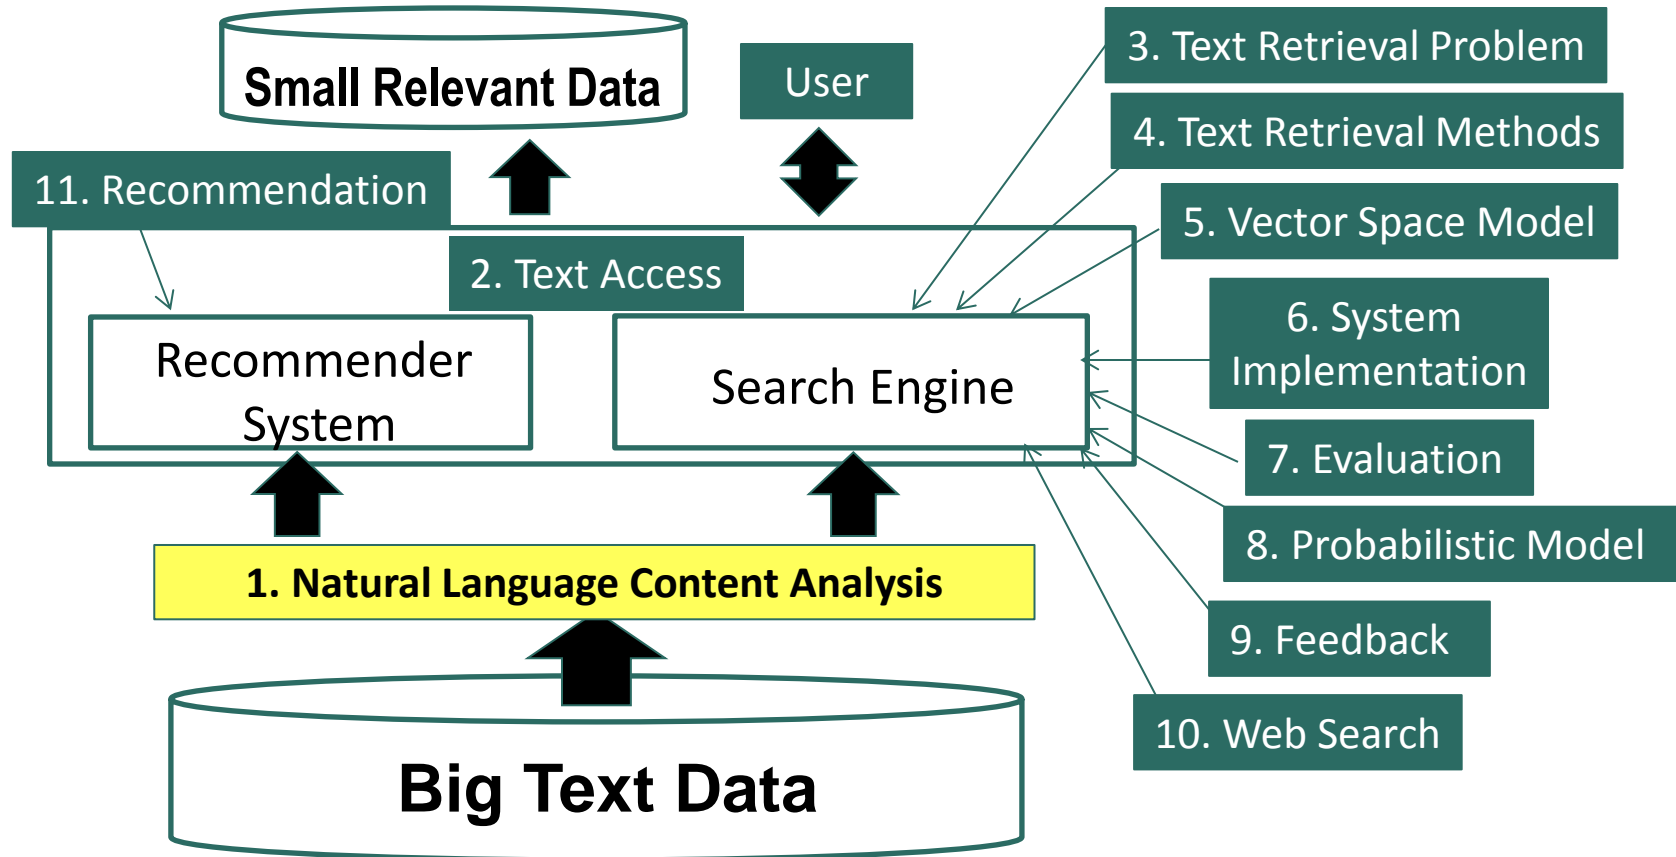 Small Relevant Data
User
3. Text Retrieval Problem
4. Text Retrieval Methods
11. Recommendation
5. Vector Space Model
2. Text Access
6. System
Implementation
Recommender
System
Search Engine
7. Evaluation
8. Probabilistic Model
1. Natural Language Content Analysis
9. Feedback
10. Web Search
Big Text Data